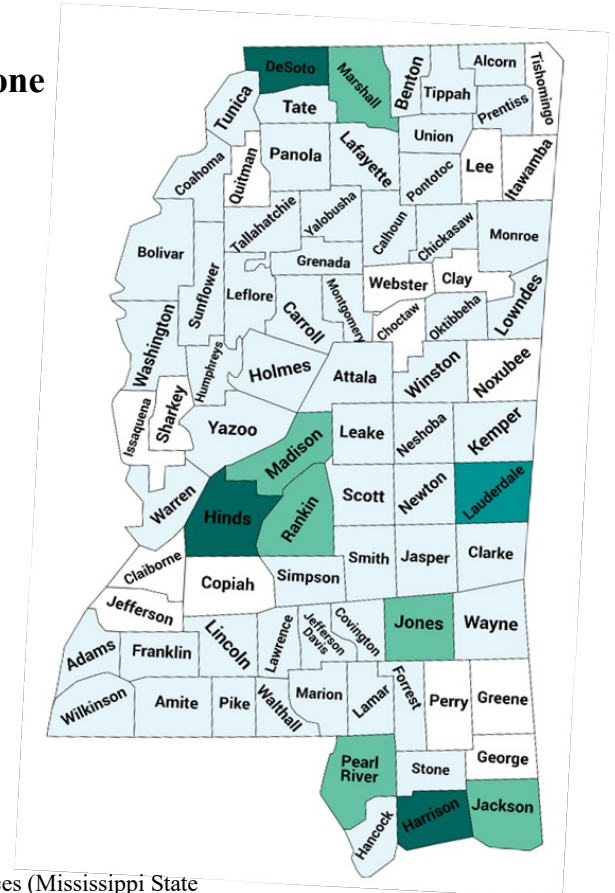 one
DeSoto
Marshall
Benton
Alcorn
Tishomingo
Tippah
Prentiss
Tunica
Tate
Union
Panola
Lafayette
Pontotoc
Lee
Itawamba
Coahoma
Quitman
Tallahatchie
Yalobusha
Calhoun
Chickasaw
Monroe
Bolivar
Sunflower
Grenada
Leflore
Carroll
Montgomery
Webster
Clay
Choctaw
Oktibbeha
Lowndes
Washington
Humphreys
Holmes
Attala
Winston
Noxubee
Issaquena
Sharkey
Yazoo
Madison
Leake
Neshoba
Kemper
Warren
Hinds
Rankin
Scott
Newton
Lauderdale
Claiborne
Copiah
Simpson
Smith
Jasper
Clarke
Jefferson
Adams
Franklin
Lincoln
Lawrence
Jefferson
Davis
Covington
Jones
Wayne
Wilkinson
Amite
Pike
Walthall
Marion
Lamar
Forrest
Perry
Greene
Pearl
River
Stone
George
Hancock
Harrison
Jackson
es (Mississippi State